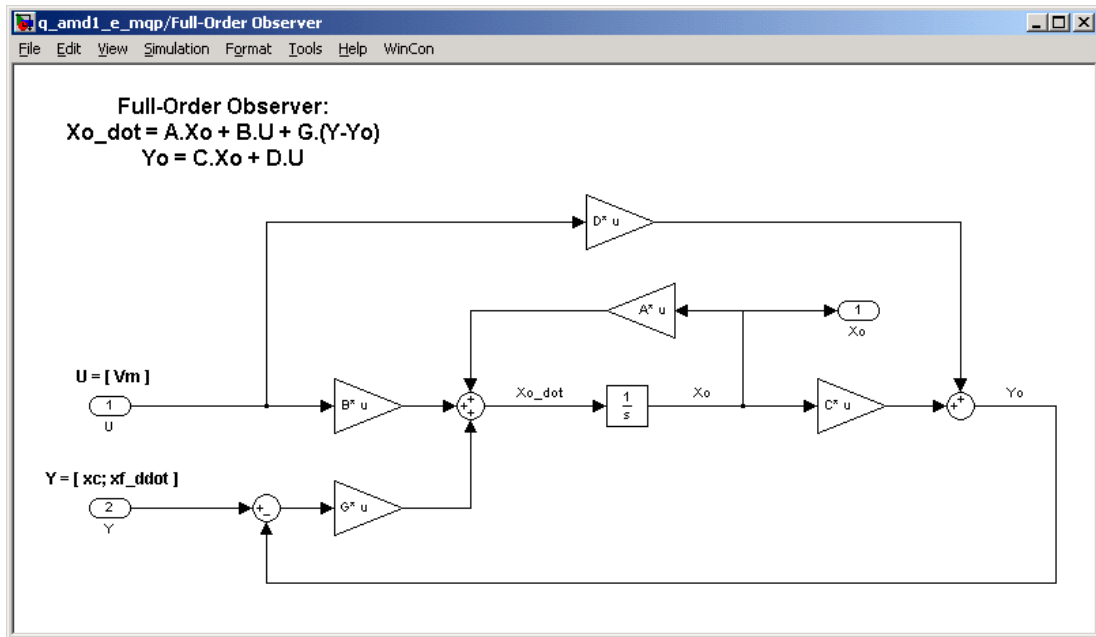 q_amd1_e_mqp/Full-Order Observer
File Edit View Simulation Format Tools Help WinCon
Full-Order Observer:
Xo_dot = A.Xo + B.U + G.(Y-Yo)
Yo = C.Xo + D.U
D* u
A* u
1
Xo
U = [ Vm ]
1
U
B* u
Xo_dot
1
s
Xo
C* u
Yo
Y = [ xc; xf_ddot ]
2
Y
G* u